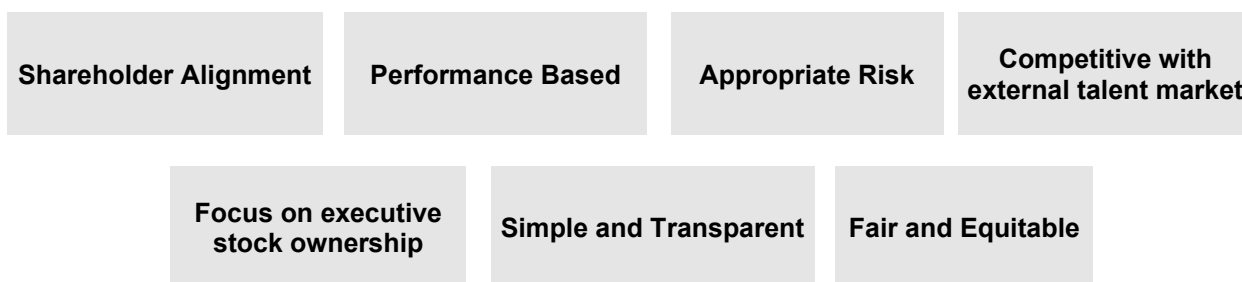 Shareholder Alignment
Performance Based
Appropriate Risk
Competitive with
external talent market
Focus on executive
stock ownership
Simple and Transparent
Fair and Equitable